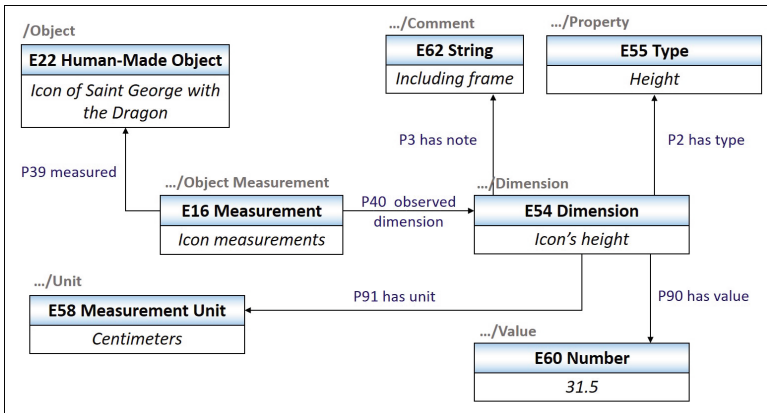 /Object
E22 Human-Made Object
Icon of Saint George with
the Dragon
.../Comment
E62 String
Including frame
.../Property
E55 Type
Height
P3 has note
P2 has type
P39 measured
.../Object Measurement
E16 Measurement
Icon measurements
P40 observed
dimension
.../Dimension
E54 Dimension
Icon's height
.../Unit
E58 Measurement Unit
Centimeters
P91 has unit
P90 has value
.../Value
E60 Number
31.5